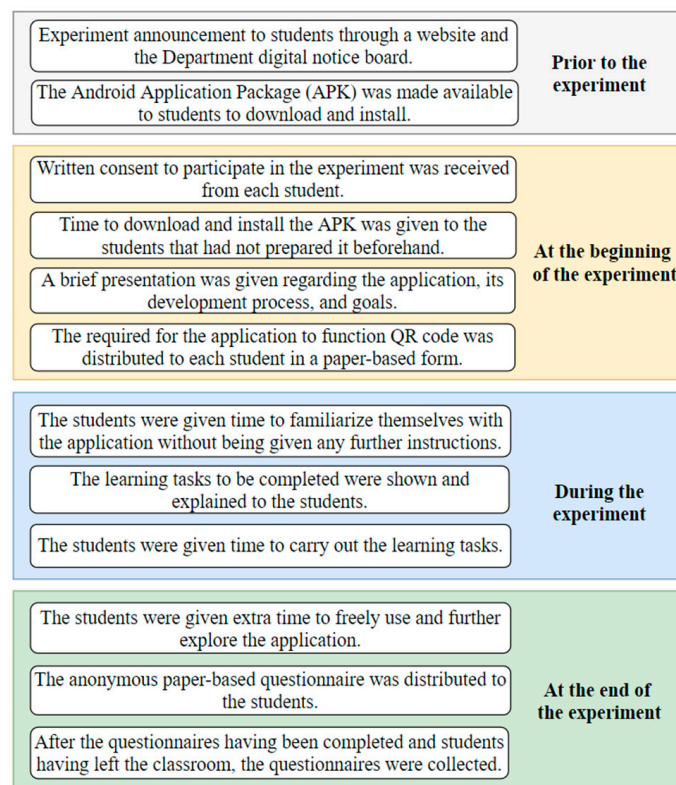 Experiment announcement to students through a website and
the Department digital notice board.
The Android Application Package (APK) was made available
to students to download and install.
Prior to the
experiment
Written consent to participate in the experiment was received
from each student.
Time to download and install the APK was given to the
students that had not prepared it beforehand.
A brief presentation was given regarding the application, its
development process, and goals.
The required for the application to function QR code was
distributed to each student in a paper-based form.
At the beginning
of the experiment
The students were given time to familiarize themselves with
the application without being given any further instructions.
The learning tasks to be completed were shown and
explained to the students.
The students were given time to carry out the learning tasks.
During the
experiment
The students were given extra time to freely use and further
explore the application.
The anonymous paper-based questionnaire was distributed to
the students.
After the questionnaires having been completed and students
having left the classroom, the questionnaires were collected.
At the end of
the experiment